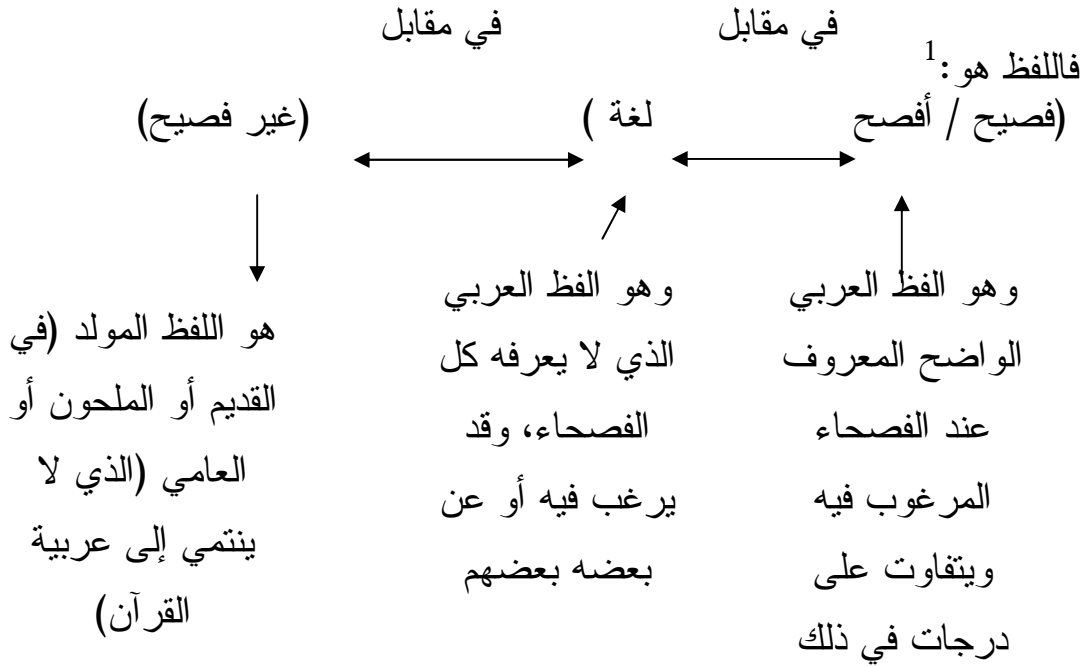 في مقابل في مقابل
فاللفظ هو :1
(فصيح / أفصح لغة ) (غير فصيح)
وهو الفظ العربي
الواضح المعروف
عند الفصحاء
المرغوب فيه
ويتفاوت على
درجات في ذلك
وهو الفظ العربي
الذي لا يعرفه كل
الفصحاء، وقد
يرغب فيه أو عن
بعضه بعضهم
هو اللفظ المولد (في
القديم أو الملحون أو
العامي (الذي لا
ينتمي إلى عربية
القرآن)